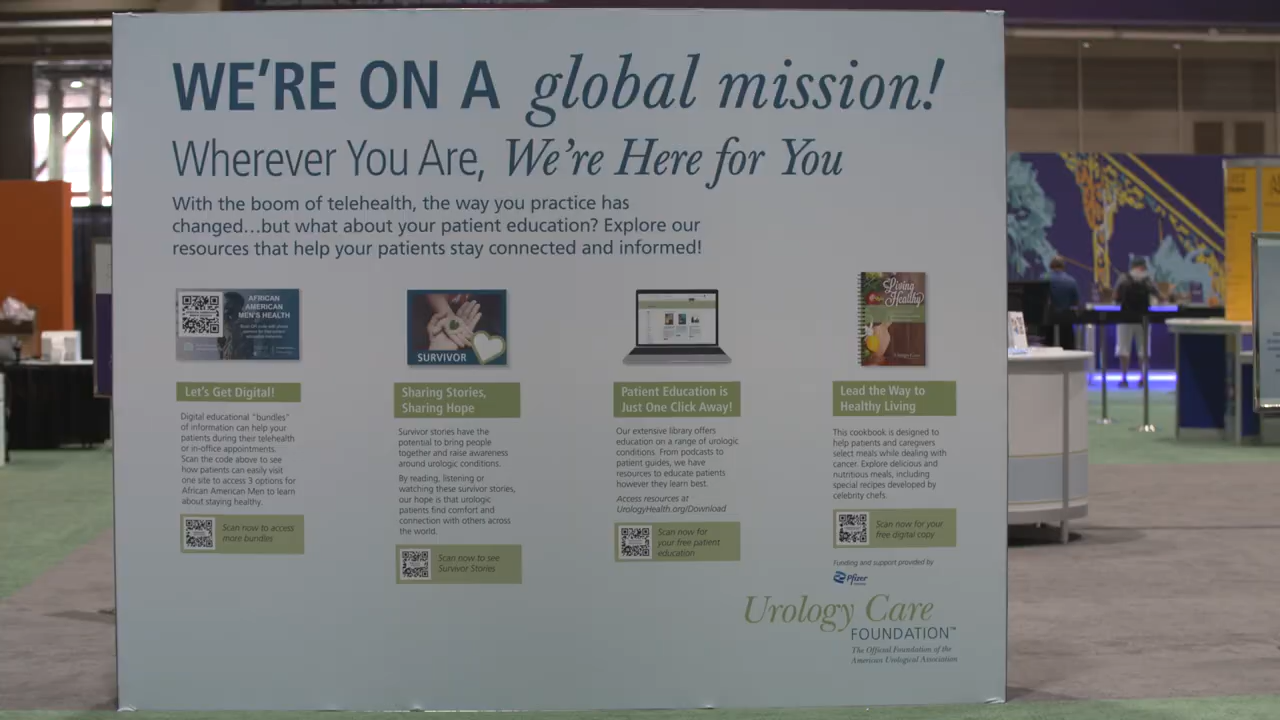 WE'RE ON A global mission!
Wherever You Are, We're Here for You
With the boom of telehealth, the way you practice has
changed...but what about your patient education? Explore our
resources that help your patients stay connected and informed!
AFRICAN
AMERICAN
MEN'S HEALTH
Let's Get Digital!
Digital educational "bundles"
of information can help your
patients during their telehealth
or in-office appointments.
Scan the code above to see
how patients can easily visit
one site to access 3 options for
African American Men to learn
about staying healthy.
Scan now to access
more bundles
SURVIVOR
Sharing Stories,
Sharing Hope
Survivor stories have the
potential to bring people
together and raise awareness
around urologic conditions.
By reading, listening or
watching these survivor stories,
our hope is that urologic
patients find comfort and
connection with others across
the world.
Scan now to see
Survivor Stories
Patient Education is
Just One Click Away!
Our extensive library offers
education on a range of urologic
conditions. From podcasts to
patient guides, we have
resources to educate patients
however they learn best.
Access resources at
UrologyHealth.org/Download
Scan now for
your free patient
education
Living
Healthy
Lead the Way to
Healthy Living
This cookbook is designed to
help patients and caregivers
select meals while dealing with
cancer. Explore delicious and
nutritious meals, including
special recipes developed by
celebrity chefs.
Scan now for your
free digital copy
Funding and support provided by
Pfizer
Urology Care
FOUNDATION™
The Official Foundation of the
American Urological Association